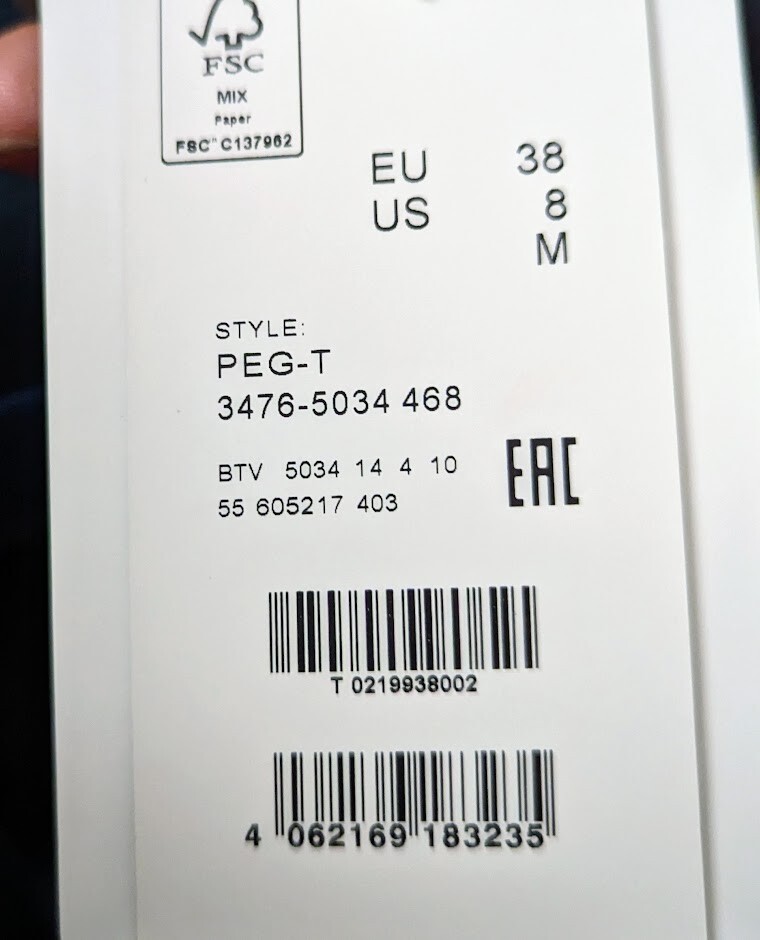 FSC
MIX
Paper
FSC™ C137962
EU 38
US 8
M
STYLE:
PEG-T
3476-5034 468
BTV 5034 14 4 10
55 605217 403
EAC
T 0219938002
4 062169 183235